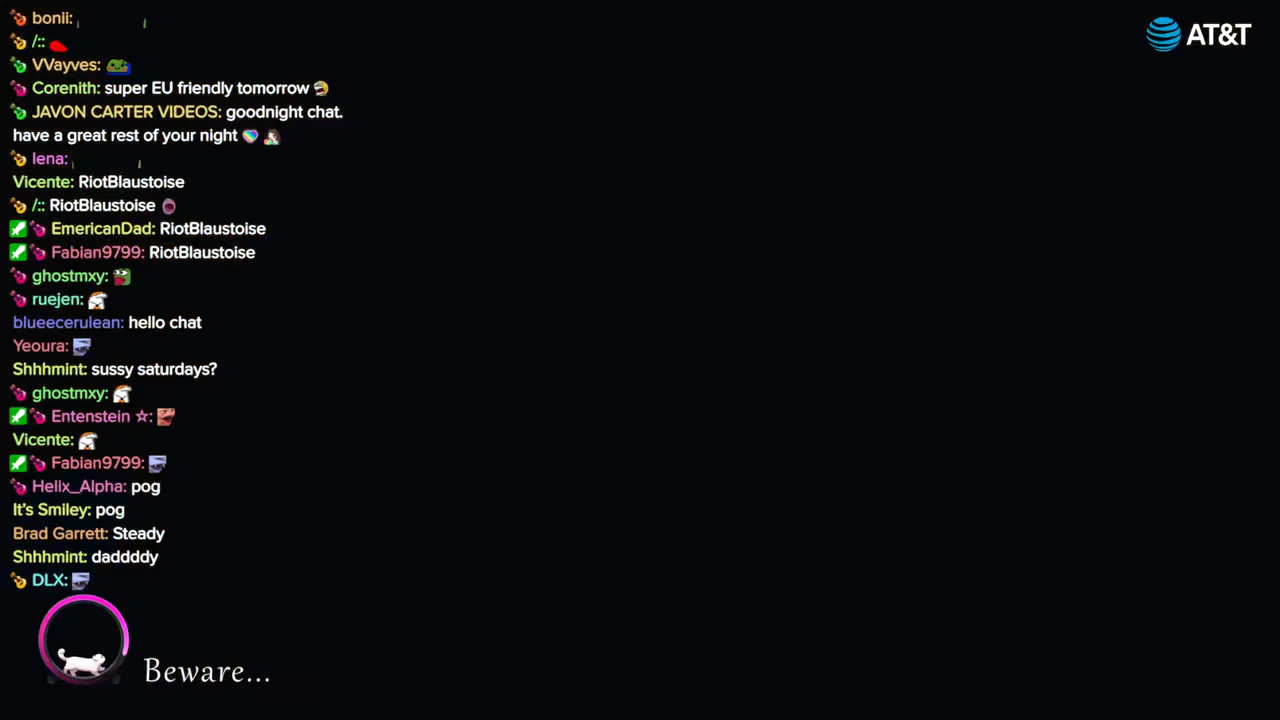 bonii:
AT&T
/::
VVayves:
Corenith: super EU friendly tomorrow
JAVON CARTER VIDEOS: goodnight chat.
have a great rest of your night
lena:
Vicente: RiotBlaustoise
/:: RiotBlaustoise
EmericanDad: RiotBlaustoise
Fabian9799: RiotBlaustoise
ghostmxy:
ruejen:
blueecerulean: hello chat
Yeoura:
Shhhmint: sussy saturdays?
ghostmxy:
Entenstein ☆:
Vicente:
Fabian9799:
Helix_Alpha: pog
It's Smiley: pog
Brad Garrett: Steady
Shhhmint: daddddy
DLX:
Beware...